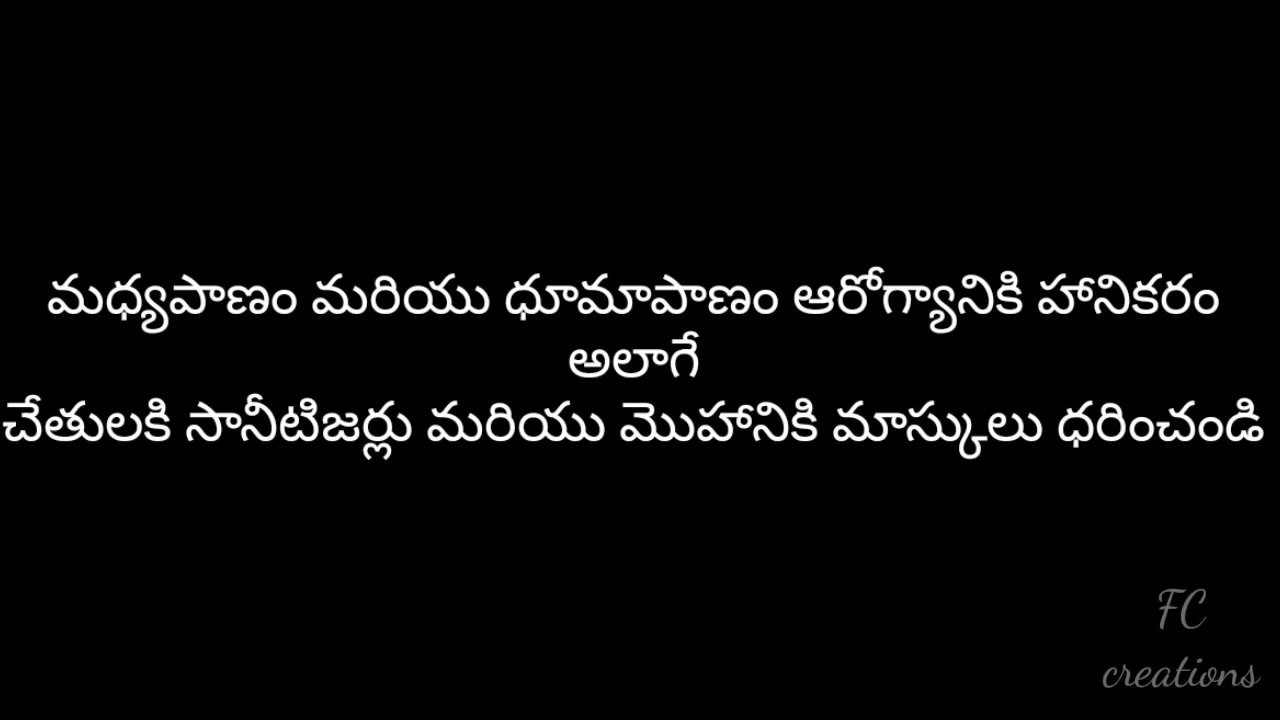 మధ్యపాణం మరియు ధూమాపాణం ఆరోగ్యానికి హానికరం
అలాగే
చేతులకి సానీటిజర్లు మరియు మొహానికి మాస్కులు ధరించండి
FC
creations